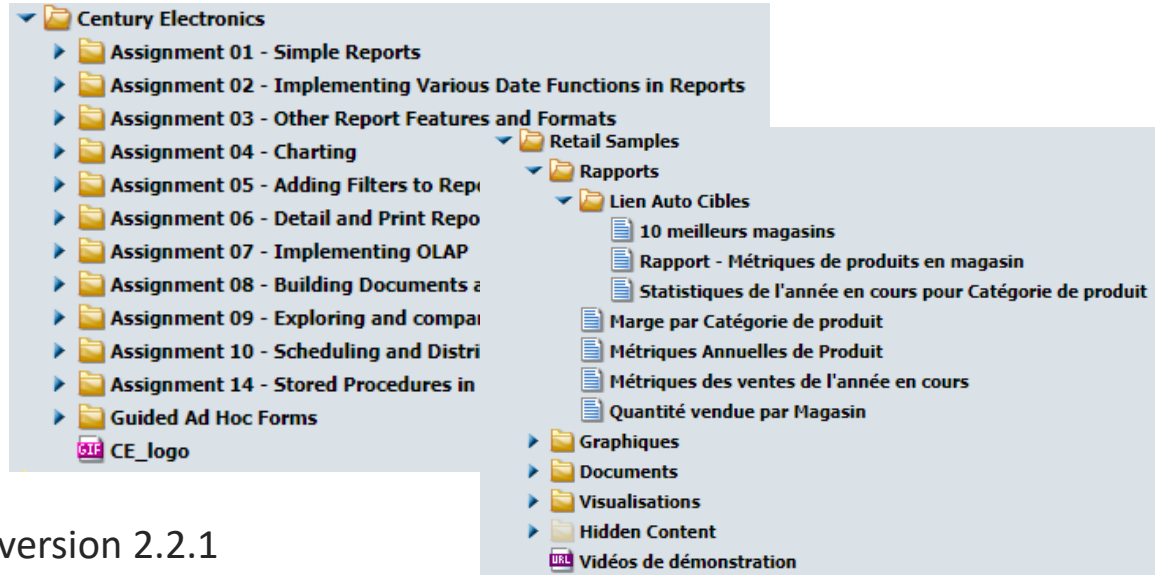 Century Electronics
Assignment 01 - Simple Reports
Assignment 02 - Implementing Various Date Functions in Reports
Assignment 03 - Other Report Features and Formats
Assignment 04 - Charting
Assignment 05 - Adding Filters to
Assignment 06 - Detail and Print
Assignment 07 - Implementing OLAP
Assignment 08 - Building Documents
Assignment 09 - Exploring and
Assignment 10 - Scheduling and
Assignment 14 - Stored Procedures in
Guided Ad Hoc Forms
GIF CE_logo
Retail Samples
Rapports
Lien Auto Cibles
10 meilleurs magasins
Rapport - Métriques de produits en magasin
Statistiques de l'année en cours pour Catégorie de produit
Marge par Catégorie de produit
Métriques Annuelles de Produit
Métriques des ventes de l'année en cours
Quantité vendue par Magasin
Graphiques
Documents
Visualisations
Hidden Content
URL Vidéos de démonstration
version 2.2.1